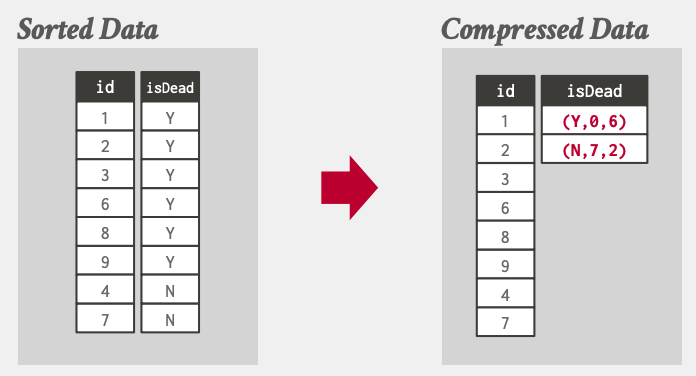 Sorted Data
id isDead
1 Y
2 Y
3 Y
6 Y
8 Y
9 Y
4 N
7 N
Compressed Data
id isDead
1 (Y,0,6)
2 (N,7,2)
3
6
8
9
4
7